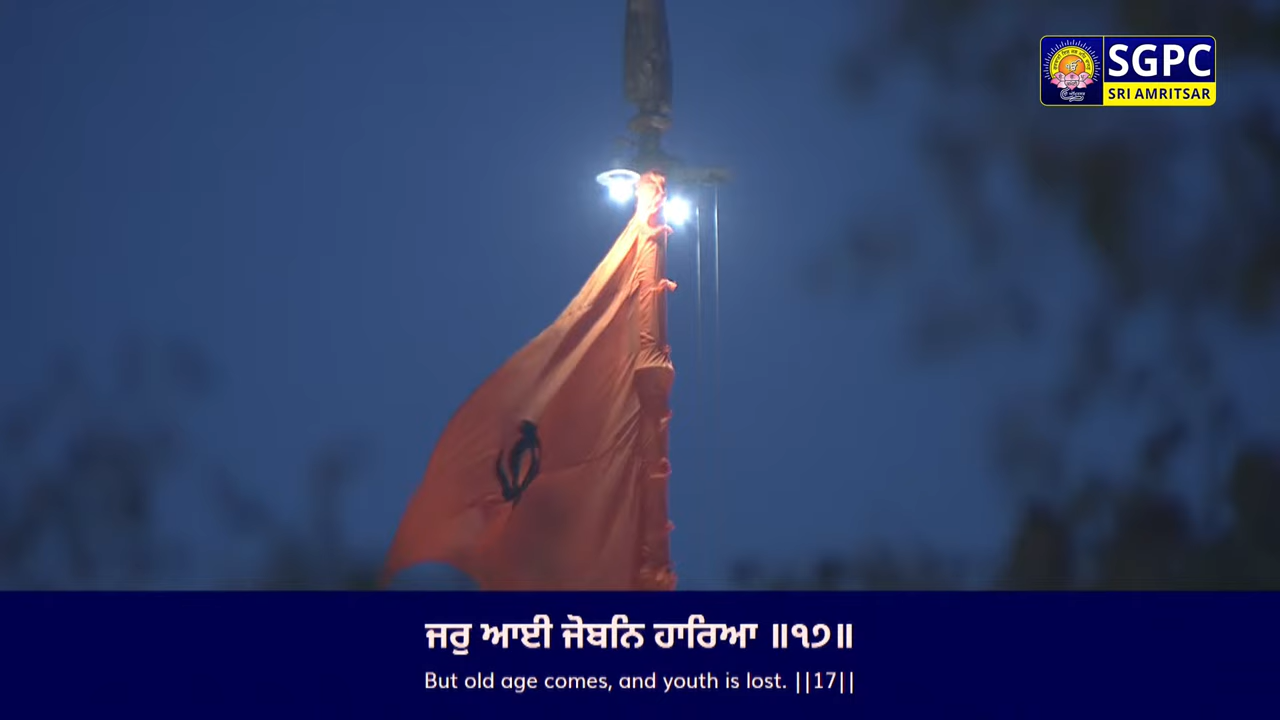 SGPC
SRI AMRITSAR
ਜਰੁ ਆਈ ਜੋਬਨਿ ਹਾਰਿਆ ॥੧੭॥
But old age comes, and youth is lost. ||17||